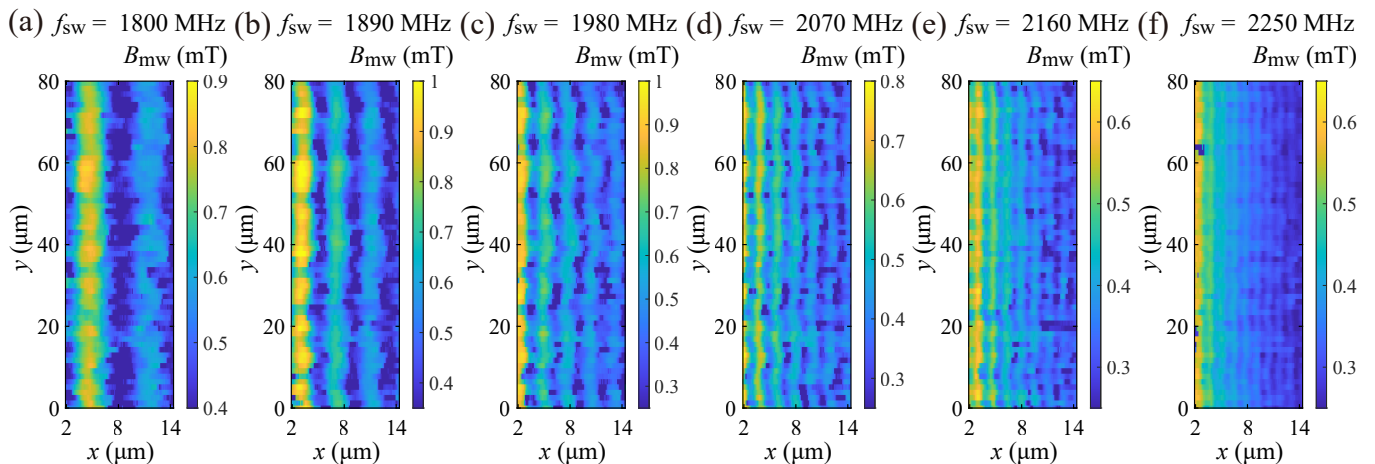 (a) fsw = 1800 MHz (b) fsw = 1890 MHz (c) fsw = 1980 MHz (d) fsw = 2070 MHz (e) fsw = 2160 MHz (f) fsw = 2250 MHz
Bmw (mT) Bmw (mT) Bmw (mT) Bmw (mT) Bmw (mT) Bmw (mT)
80 0.9 80 1 80 1 80 0.8 80 80
0.9 0.9 0.6 0.6
0.8 0.7
60 60 0.8 60 0.8 60 60 60
0.7 0.7 0.6 0.5 0.5
y (μm) y (μm) y (μm) y (μm) y (μm) y (μm)
40 40 0.7 40 40 40 40
0.6 0.6 0.5
0.6 0.5 0.4 0.4
20 20 20 20 20 20
0.5 0.5 0.4 0.4
0.4 0.3 0.3 0.3 0.3
0 0.4 0 0 0 0 0
2 8 14 2 8 14 2 8 14 2 8 14 2 8 14 2 8 14
x (μm) x (μm) x (μm) x (μm) x (μm) x (μm)